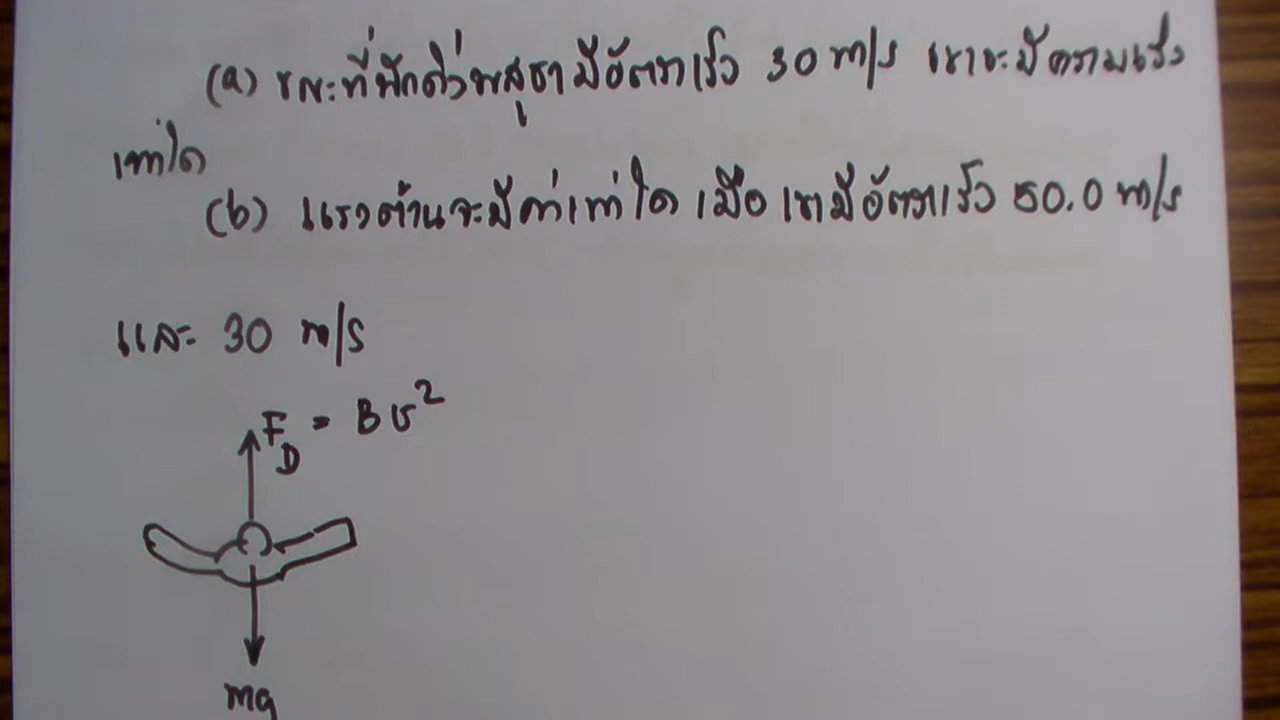 (a) ขณะที่นักดิ่งพสุธามีอัตราเร็ว 30 m/s เขาจะมีความเร่ง
เท่าใด
(b) แรงต้านจะมีค่าเท่าใด เมื่อ เขามีอัตราเร็ว 50.0 m/s
และ 30 m/s
F_D = Bv²
mg